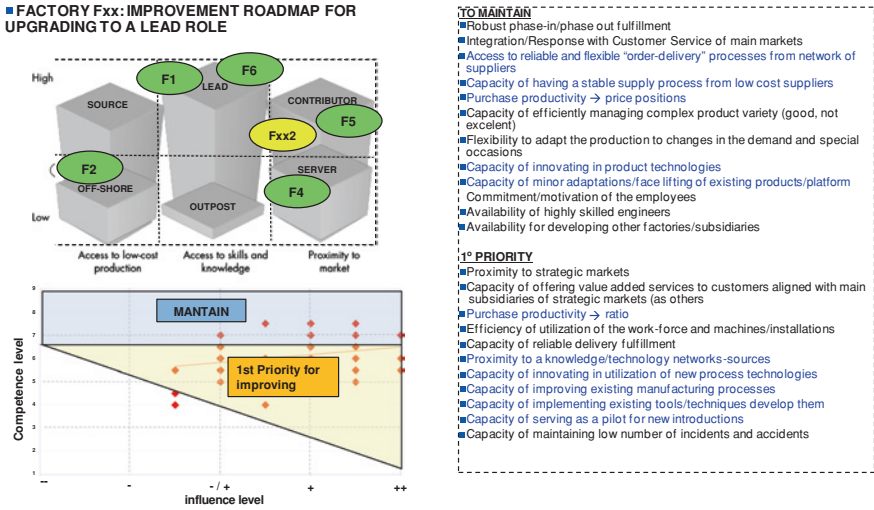 FACTORY Fxx: IMPROVEMENT ROADMAP FOR
UPGRADING TO A LEAD ROLE
High
Low
F1
F6
LEAD
SOURCE
CONTRIBUTOR
F5
Fxx2
F2
SERVER
OFF-SHORE
F4
OUTPOST
Access to low-cost
production
Access to skills and
knowledge
Proximity to
market
9
8
7
6
5
4
3
2
1
Competence level
MANTAIN
1st Priority for
improving
--
-
- / +
+
++
influence level
TO MAINTAIN
Robust phase-in/phase out fulfillment
Integration/Response with Customer Service of main markets
Access to reliable and flexible “order-delivery” processes from network of
suppliers
Capacity of having a stable supply process from low cost suppliers
Purchase productivity → price positions
Capacity of efficiently managing complex product variety (good, not
excelent)
Flexibility to adapt the production to changes in the demand and special
occasions
Capacity of innovating in product technologies
Capacity of minor adaptations/face lifting of existing products/platform
Commitment/motivation of the employees
Availability of highly skilled engineers
Availability for developing other factories/subsidiaries
1º PRIORITY
Proximity to strategic markets
Capacity of offering value added services to customers aligned with main
subsidiaries of strategic markets (as others
Purchase productivity → ratio
Efficiency of utilization of the work-force and machines/installations
Capacity of reliable delivery fulfillment
Proximity to a knowledge/technology networks-sources
Capacity of innovating in utilization of new process technologies
Capacity of improving existing manufacturing processes
Capacity of implementing existing tools/techniques develop them
Capacity of serving as a pilot for new introductions
Capacity of maintaining low number of incidents and accidents